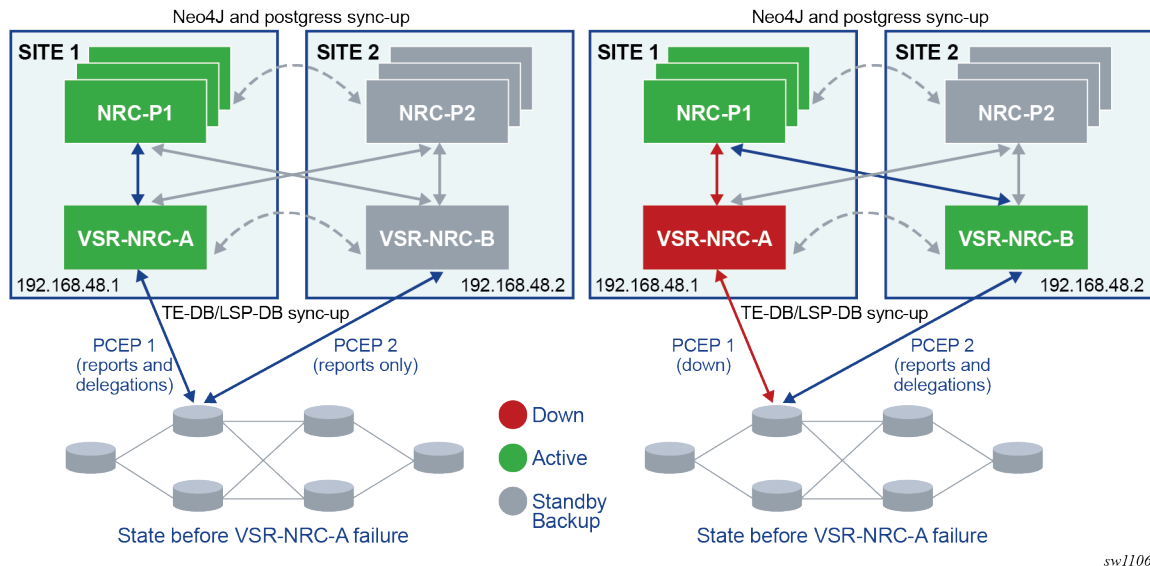 Neo4J and postgress sync-up
SITE 1
SITE 2
NRC-P1
NRC-P2
VSR-NRC-A
VSR-NRC-B
192.168.48.1
192.168.48.2
TE-DB/LSP-DB sync-up
PCEP 1
(reports and
delegations)
PCEP 2
(reports only)
State before VSR-NRC-A failure
Down
Active
Standby
Backup
Neo4J and postgress sync-up
SITE 1
SITE 2
NRC-P1
NRC-P2
VSR-NRC-A
VSR-NRC-B
192.168.48.1
192.168.48.2
TE-DB/LSP-DB sync-up
PCEP 1
(down)
PCEP 2
(reports and
delegations)
State before VSR-NRC-A failure
sw1106